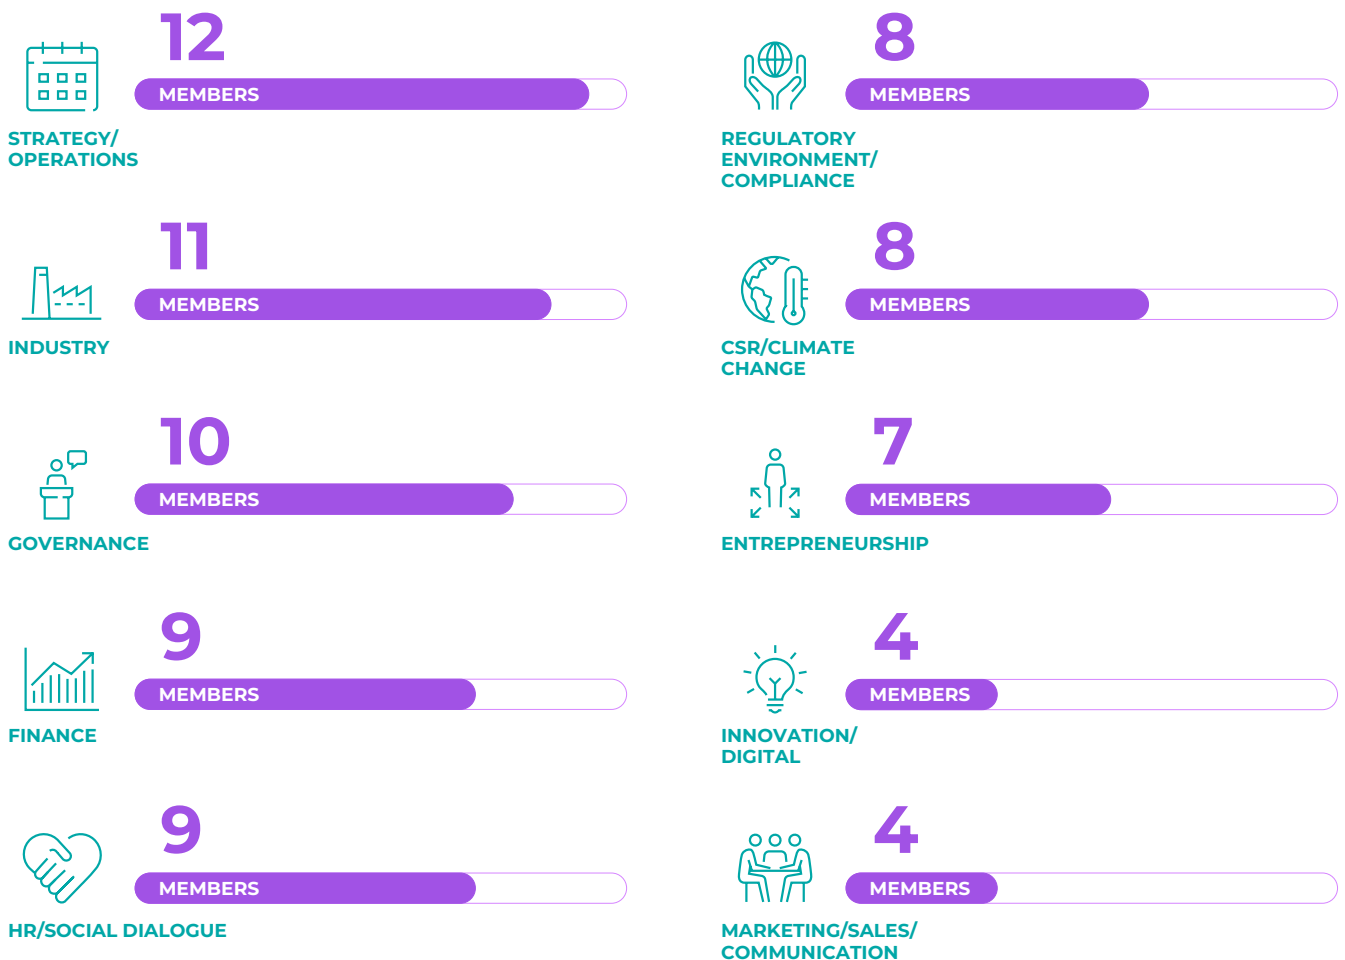 12
MEMBERS
STRATEGY/
OPERATIONS
11
MEMBERS
INDUSTRY
10
MEMBERS
GOVERNANCE
9
MEMBERS
FINANCE
9
MEMBERS
HR/SOCIAL DIALOGUE
8
MEMBERS
REGULATORY
ENVIRONMENT/
COMPLIANCE
8
MEMBERS
CSR/CLIMATE
CHANGE
7
MEMBERS
ENTREPRENEURSHIP
4
MEMBERS
INNOVATION/
DIGITAL
4
MEMBERS
MARKETING/SALES/
COMMUNICATION